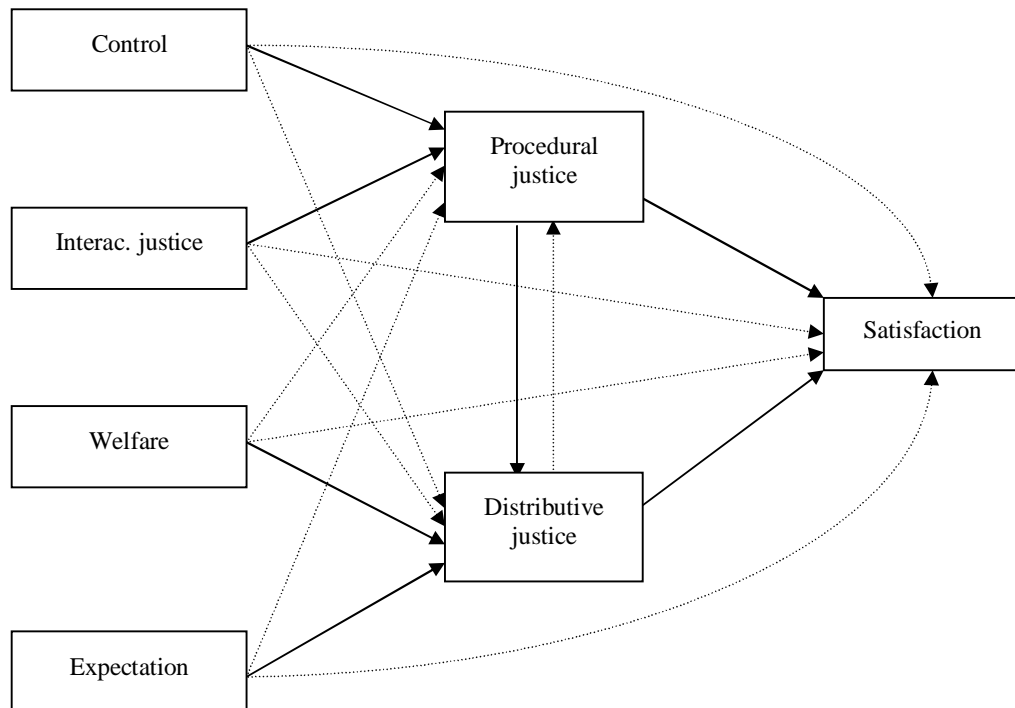 Control
Procedural
justice
Interac. justice
Satisfaction
Welfare
Distributive
justice
Expectation